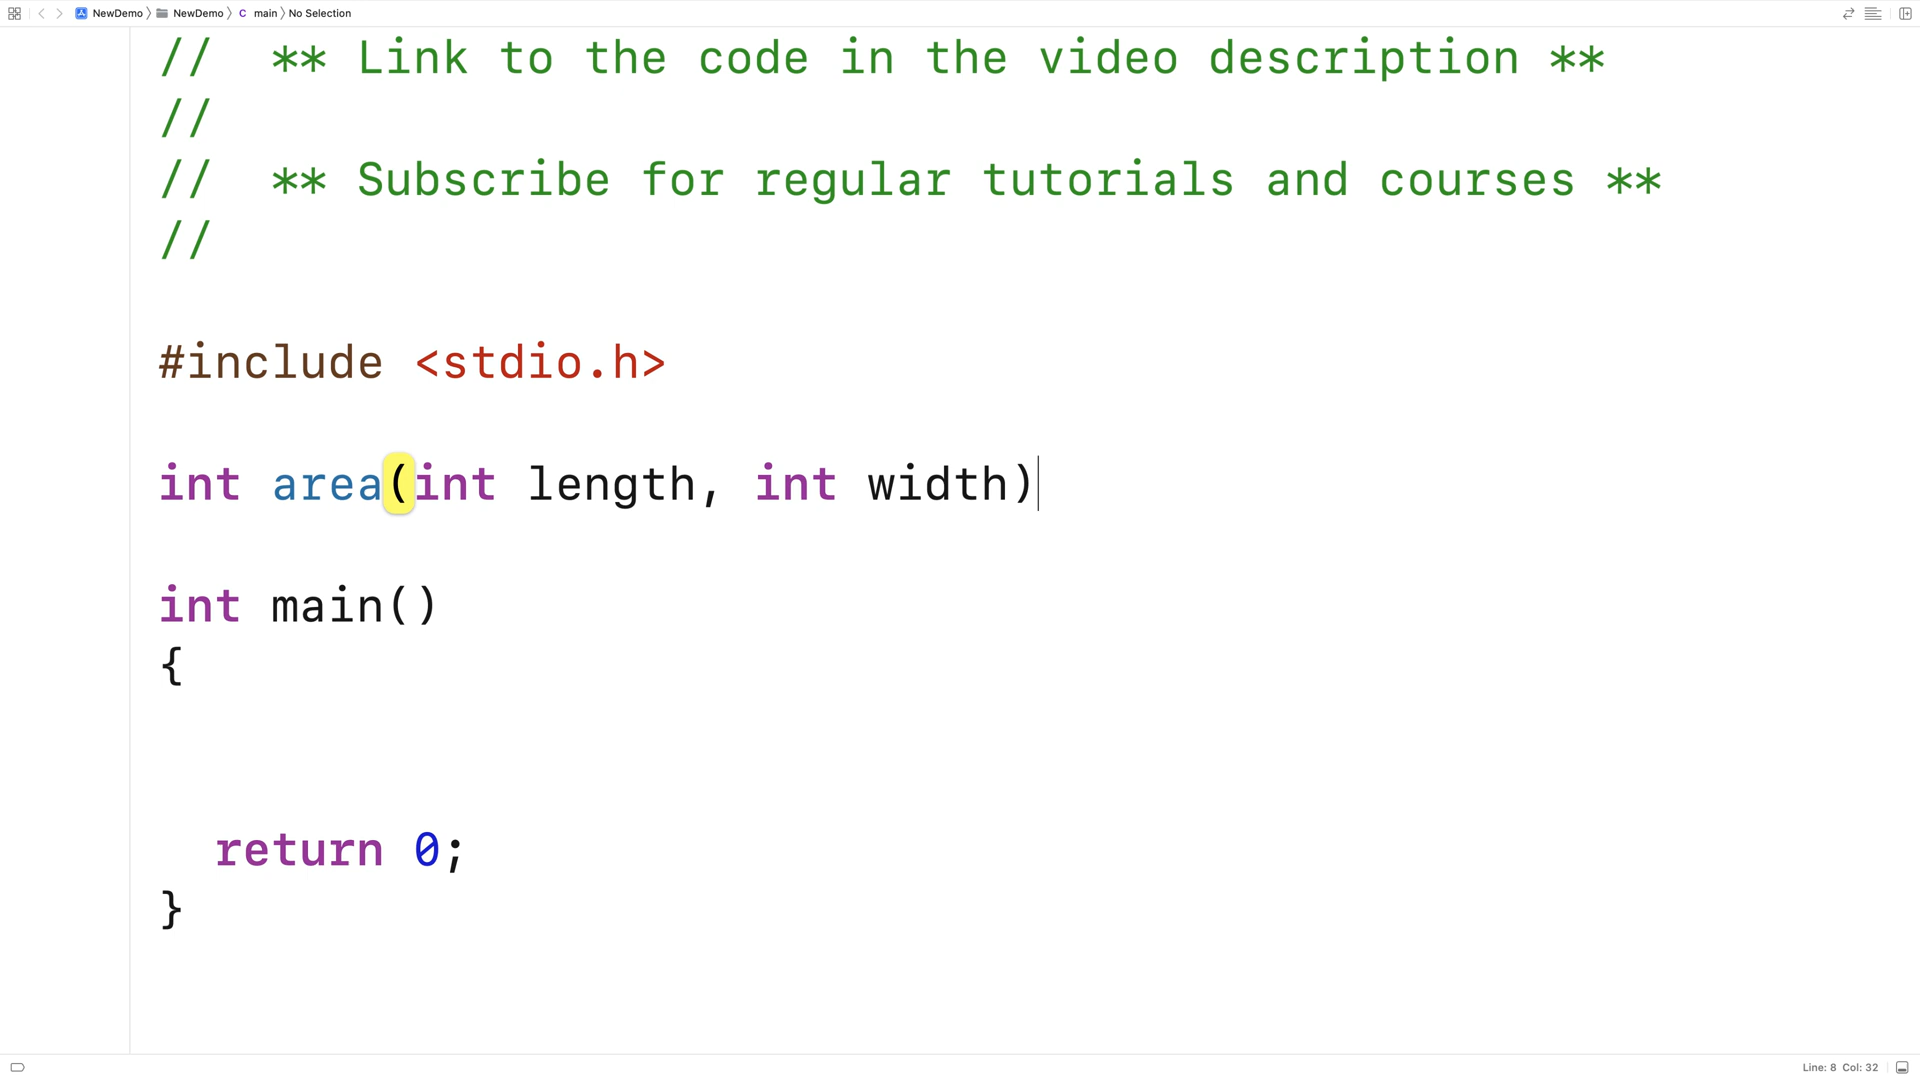 NewDemo NewDemo C main No Selection
// ** Link to the code in the video description **
//
// ** Subscribe for regular tutorials and courses **
//
#include <stdio.h>
int area(int length, int width)
int main()
{
return 0;
}
Line: 8 Col: 32